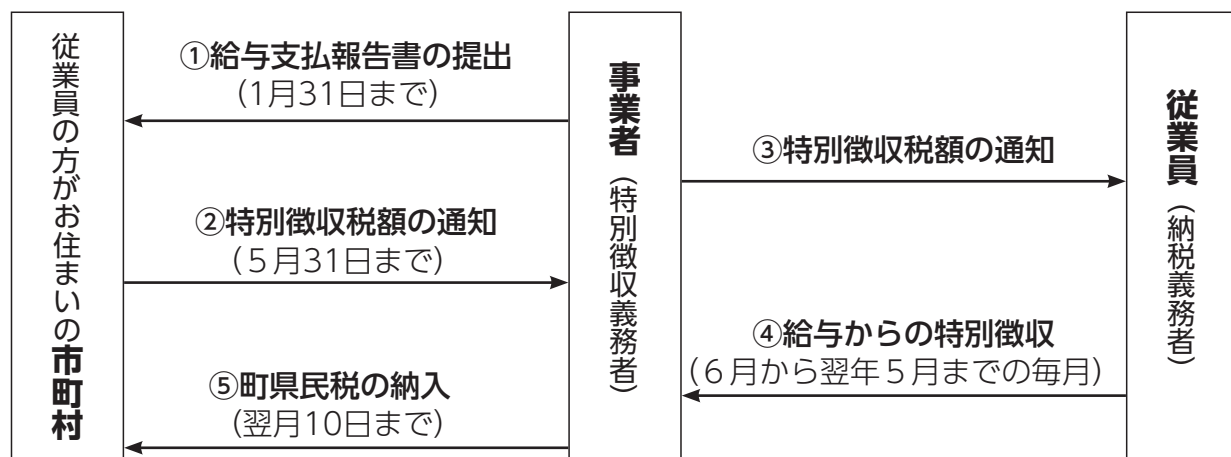 従業員の方がお住まいの市町村
①給与支払報告書の提出
(1月31日まで)
②特別徴収税額の通知
(5月31日まで)
⑤町県民税の納入
(翌月10日まで)
事業者(特別徴収義務者)
③特別徴収税額の通知
④給与からの特別徴収
(6月から翌年5月までの毎月)
従業員(納税義務者)